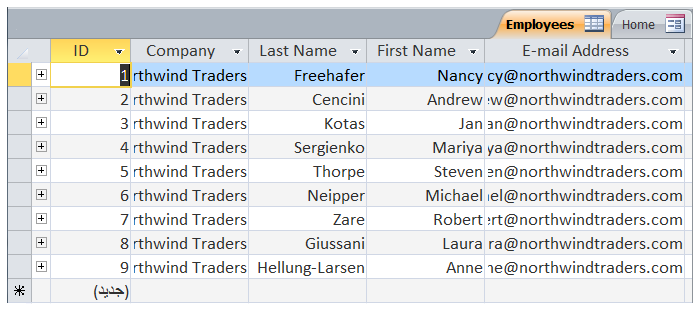 Employees Home
ID Company Last Name First Name E-mail Address
1 rthwind Traders Freehafer Nancy cy@northwindtraders.com
2 rthwind Traders Cencini Andrew ew@northwindtraders.com
3 rthwind Traders Kotas Jan an@northwindtraders.com
4 rthwind Traders Sergienko Mariya ya@northwindtraders.com
5 rthwind Traders Thorpe Steven en@northwindtraders.com
6 rthwind Traders Neipper Michael el@northwindtraders.com
7 rthwind Traders Zare Robert ert@northwindtraders.com
8 rthwind Traders Giussani Laura ra@northwindtraders.com
9 rthwind Traders Hellung-Larsen Anne ne@northwindtraders.com
(جديد)